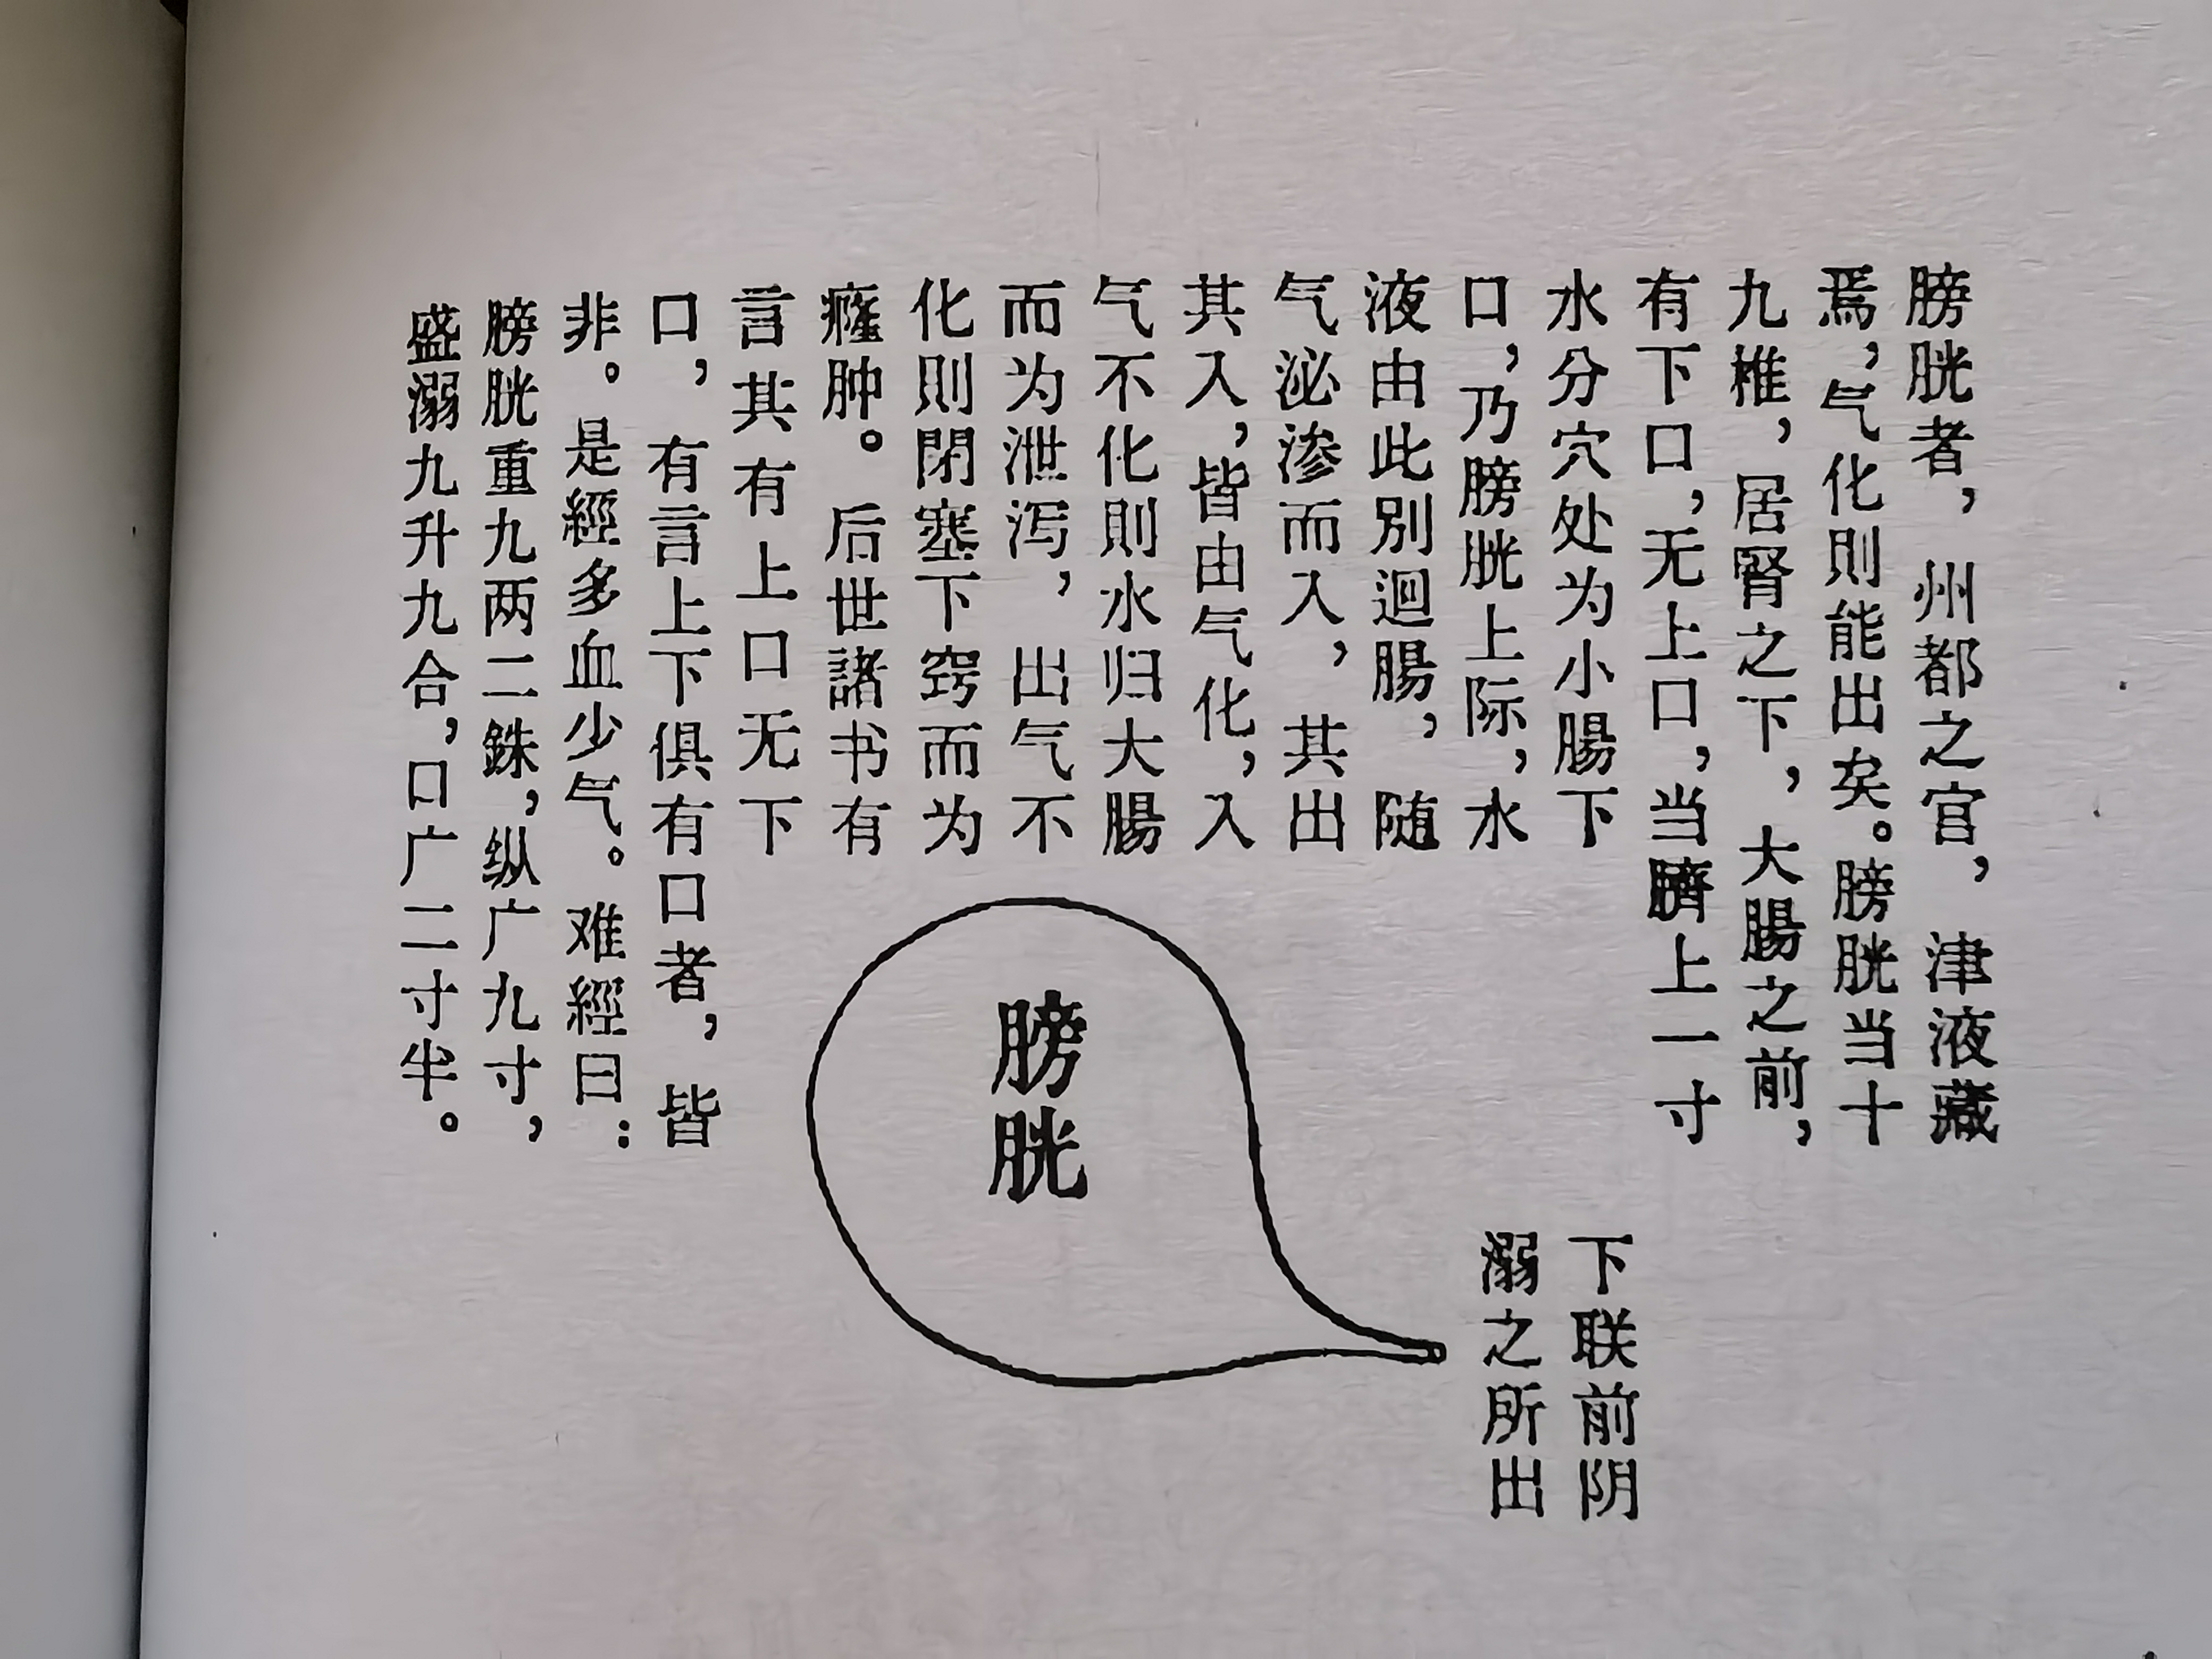 膀胱者，州都之官，津液藏
焉，气化則能出矣。膀胱当十
九椎，居腎之下，大腸之前，
有下口，无上口，当臍上一寸
水分穴处为小腸下
口，乃膀胱上际，水
液由此別迴腸，随
气泌渗而入，其出
其入，皆由气化，入
气不化則水归大腸
而为泄泻，出气不
化則閉塞下窍而为
癃肿。后世諸书有
言其有上口无下
口，有言上下俱有口者，皆
非。是經多血少气。难經曰：
膀胱重九两二銖，纵广九寸，
盛溺九升九合，口广二寸半。
膀胱
下联前阴
溺之所出